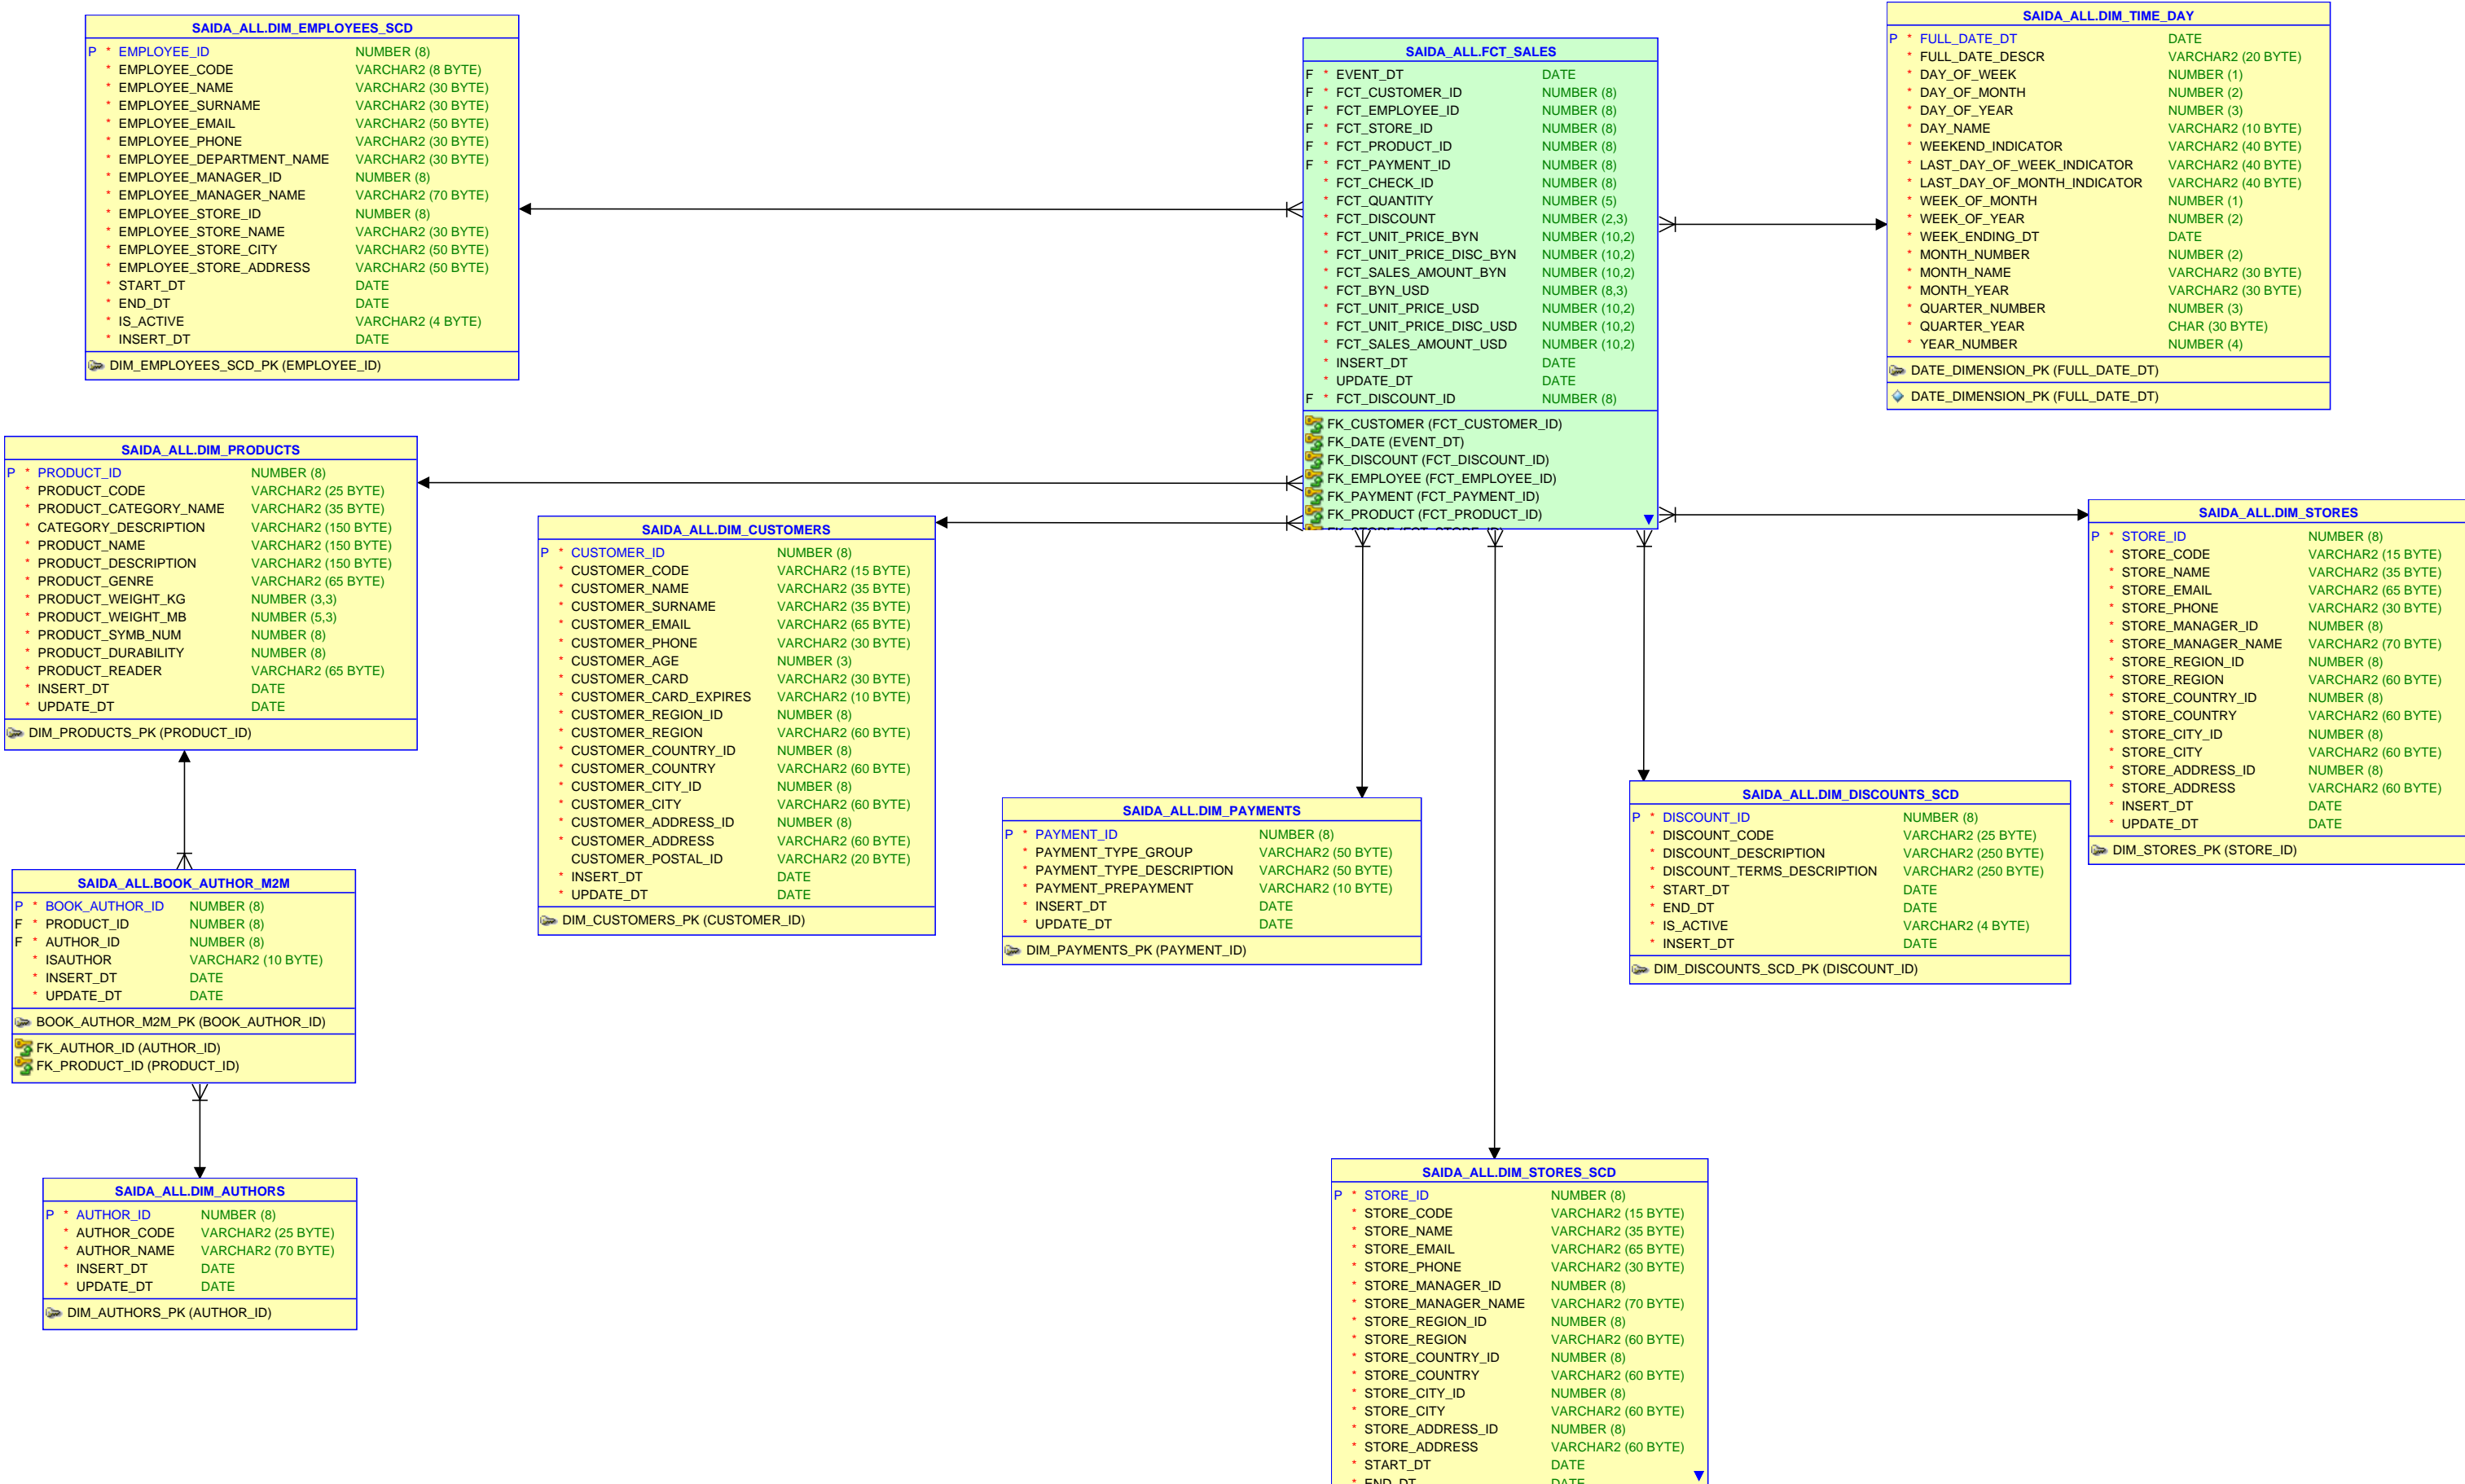 SAIDA_ALL.DIM_EMPLOYEES_SCD
P * EMPLOYEE_ID NUMBER (8)
* EMPLOYEE_CODE VARCHAR2 (8 BYTE)
* EMPLOYEE_NAME VARCHAR2 (30 BYTE)
* EMPLOYEE_SURNAME VARCHAR2 (30 BYTE)
* EMPLOYEE_EMAIL VARCHAR2 (50 BYTE)
* EMPLOYEE_PHONE VARCHAR2 (30 BYTE)
* EMPLOYEE_DEPARTMENT_NAME VARCHAR2 (30 BYTE)
* EMPLOYEE_MANAGER_ID NUMBER (8)
* EMPLOYEE_MANAGER_NAME VARCHAR2 (70 BYTE)
* EMPLOYEE_STORE_ID NUMBER (8)
* EMPLOYEE_STORE_NAME VARCHAR2 (30 BYTE)
* EMPLOYEE_STORE_CITY VARCHAR2 (50 BYTE)
* EMPLOYEE_STORE_ADDRESS VARCHAR2 (50 BYTE)
* START_DT DATE
* END_DT DATE
* IS_ACTIVE VARCHAR2 (4 BYTE)
* INSERT_DT DATE
DIM_EMPLOYEES_SCD_PK (EMPLOYEE_ID)
SAIDA_ALL.FCT_SALES
F * EVENT_DT DATE
F * FCT_CUSTOMER_ID NUMBER (8)
F * FCT_EMPLOYEE_ID NUMBER (8)
F * FCT_STORE_ID NUMBER (8)
F * FCT_PRODUCT_ID NUMBER (8)
F * FCT_PAYMENT_ID NUMBER (8)
* FCT_CHECK_ID NUMBER (8)
* FCT_QUANTITY NUMBER (5)
* FCT_DISCOUNT NUMBER (2,3)
* FCT_UNIT_PRICE_BYN NUMBER (10,2)
* FCT_UNIT_PRICE_DISC_BYN NUMBER (10,2)
* FCT_SALES_AMOUNT_BYN NUMBER (10,2)
* FCT_BYN_USD NUMBER (8,3)
* FCT_UNIT_PRICE_USD NUMBER (10,2)
* FCT_UNIT_PRICE_DISC_USD NUMBER (10,2)
* FCT_SALES_AMOUNT_USD NUMBER (10,2)
* INSERT_DT DATE
* UPDATE_DT DATE
F * FCT_DISCOUNT_ID NUMBER (8)
FK_CUSTOMER (FCT_CUSTOMER_ID)
FK_DATE (EVENT_DT)
FK_DISCOUNT (FCT_DISCOUNT_ID)
FK_EMPLOYEE (FCT_EMPLOYEE_ID)
FK_PAYMENT (FCT_PAYMENT_ID)
FK_PRODUCT (FCT_PRODUCT_ID)
SAIDA_ALL.DIM_TIME_DAY
P * FULL_DATE_DT DATE
* FULL_DATE_DESCR VARCHAR2 (20 BYTE)
* DAY_OF_WEEK NUMBER (1)
* DAY_OF_MONTH NUMBER (2)
* DAY_OF_YEAR NUMBER (3)
* DAY_NAME VARCHAR2 (10 BYTE)
* WEEKEND_INDICATOR VARCHAR2 (40 BYTE)
* LAST_DAY_OF_WEEK_INDICATOR VARCHAR2 (40 BYTE)
* LAST_DAY_OF_MONTH_INDICATOR VARCHAR2 (40 BYTE)
* WEEK_OF_MONTH NUMBER (1)
* WEEK_OF_YEAR NUMBER (2)
* WEEK_ENDING_DT DATE
* MONTH_NUMBER NUMBER (2)
* MONTH_NAME VARCHAR2 (30 BYTE)
* MONTH_YEAR VARCHAR2 (30 BYTE)
* QUARTER_NUMBER NUMBER (3)
* QUARTER_YEAR CHAR (30 BYTE)
* YEAR_NUMBER NUMBER (4)
DATE_DIMENSION_PK (FULL_DATE_DT)
DATE_DIMENSION_PK (FULL_DATE_DT)
SAIDA_ALL.DIM_PRODUCTS
P * PRODUCT_ID NUMBER (8)
* PRODUCT_CODE VARCHAR2 (25 BYTE)
* PRODUCT_CATEGORY_NAME VARCHAR2 (35 BYTE)
* CATEGORY_DESCRIPTION VARCHAR2 (150 BYTE)
* PRODUCT_NAME VARCHAR2 (150 BYTE)
* PRODUCT_DESCRIPTION VARCHAR2 (150 BYTE)
* PRODUCT_GENRE VARCHAR2 (65 BYTE)
* PRODUCT_WEIGHT_KG NUMBER (3,3)
* PRODUCT_WEIGHT_MB NUMBER (5,3)
* PRODUCT_SYMB_NUM NUMBER (8)
* PRODUCT_DURABILITY NUMBER (8)
* PRODUCT_READER VARCHAR2 (65 BYTE)
* INSERT_DT DATE
* UPDATE_DT DATE
DIM_PRODUCTS_PK (PRODUCT_ID)
SAIDA_ALL.DIM_CUSTOMERS
P * CUSTOMER_ID NUMBER (8)
* CUSTOMER_CODE VARCHAR2 (15 BYTE)
* CUSTOMER_NAME VARCHAR2 (35 BYTE)
* CUSTOMER_SURNAME VARCHAR2 (35 BYTE)
* CUSTOMER_EMAIL VARCHAR2 (65 BYTE)
* CUSTOMER_PHONE VARCHAR2 (30 BYTE)
* CUSTOMER_AGE NUMBER (3)
* CUSTOMER_CARD VARCHAR2 (30 BYTE)
* CUSTOMER_CARD_EXPIRES VARCHAR2 (10 BYTE)
* CUSTOMER_REGION_ID NUMBER (8)
* CUSTOMER_REGION VARCHAR2 (60 BYTE)
* CUSTOMER_COUNTRY_ID NUMBER (8)
* CUSTOMER_COUNTRY VARCHAR2 (60 BYTE)
* CUSTOMER_CITY_ID NUMBER (8)
* CUSTOMER_CITY VARCHAR2 (60 BYTE)
* CUSTOMER_ADDRESS_ID NUMBER (8)
* CUSTOMER_ADDRESS VARCHAR2 (60 BYTE)
CUSTOMER_POSTAL_ID VARCHAR2 (20 BYTE)
* INSERT_DT DATE
* UPDATE_DT DATE
DIM_CUSTOMERS_PK (CUSTOMER_ID)
SAIDA_ALL.DIM_STORES
P * STORE_ID NUMBER (8)
* STORE_CODE VARCHAR2 (15 BYTE)
* STORE_NAME VARCHAR2 (35 BYTE)
* STORE_EMAIL VARCHAR2 (65 BYTE)
* STORE_PHONE VARCHAR2 (30 BYTE)
* STORE_MANAGER_ID NUMBER (8)
* STORE_MANAGER_NAME VARCHAR2 (70 BYTE)
* STORE_REGION_ID NUMBER (8)
* STORE_REGION VARCHAR2 (60 BYTE)
* STORE_COUNTRY_ID NUMBER (8)
* STORE_COUNTRY VARCHAR2 (60 BYTE)
* STORE_CITY_ID NUMBER (8)
* STORE_CITY VARCHAR2 (60 BYTE)
* STORE_ADDRESS_ID NUMBER (8)
* STORE_ADDRESS VARCHAR2 (60 BYTE)
* INSERT_DT DATE
* UPDATE_DT DATE
DIM_STORES_PK (STORE_ID)
SAIDA_ALL.DIM_PAYMENTS
P * PAYMENT_ID NUMBER (8)
* PAYMENT_TYPE_GROUP VARCHAR2 (50 BYTE)
* PAYMENT_TYPE_DESCRIPTION VARCHAR2 (50 BYTE)
* PAYMENT_PREPAYMENT VARCHAR2 (10 BYTE)
* INSERT_DT DATE
* UPDATE_DT DATE
DIM_PAYMENTS_PK (PAYMENT_ID)
SAIDA_ALL.DIM_DISCOUNTS_SCD
P * DISCOUNT_ID NUMBER (8)
* DISCOUNT_CODE VARCHAR2 (25 BYTE)
* DISCOUNT_DESCRIPTION VARCHAR2 (250 BYTE)
* DISCOUNT_TERMS_DESCRIPTION VARCHAR2 (250 BYTE)
* START_DT DATE
* END_DT DATE
* IS_ACTIVE VARCHAR2 (4 BYTE)
* INSERT_DT DATE
DIM_DISCOUNTS_SCD_PK (DISCOUNT_ID)
SAIDA_ALL.BOOK_AUTHOR_M2M
P * BOOK_AUTHOR_ID NUMBER (8)
F * PRODUCT_ID NUMBER (8)
F * AUTHOR_ID NUMBER (8)
* ISAUTHOR VARCHAR2 (10 BYTE)
* INSERT_DT DATE
* UPDATE_DT DATE
BOOK_AUTHOR_M2M_PK (BOOK_AUTHOR_ID)
FK_AUTHOR_ID (AUTHOR_ID)
FK_PRODUCT_ID (PRODUCT_ID)
SAIDA_ALL.DIM_AUTHORS
P * AUTHOR_ID NUMBER (8)
* AUTHOR_CODE VARCHAR2 (25 BYTE)
* AUTHOR_NAME VARCHAR2 (70 BYTE)
* INSERT_DT DATE
* UPDATE_DT DATE
DIM_AUTHORS_PK (AUTHOR_ID)
SAIDA_ALL.DIM_STORES_SCD
P * STORE_ID NUMBER (8)
* STORE_CODE VARCHAR2 (15 BYTE)
* STORE_NAME VARCHAR2 (35 BYTE)
* STORE_EMAIL VARCHAR2 (65 BYTE)
* STORE_PHONE VARCHAR2 (30 BYTE)
* STORE_MANAGER_ID NUMBER (8)
* STORE_MANAGER_NAME VARCHAR2 (70 BYTE)
* STORE_REGION_ID NUMBER (8)
* STORE_REGION VARCHAR2 (60 BYTE)
* STORE_COUNTRY_ID NUMBER (8)
* STORE_COUNTRY VARCHAR2 (60 BYTE)
* STORE_CITY_ID NUMBER (8)
* STORE_CITY VARCHAR2 (60 BYTE)
* STORE_ADDRESS_ID NUMBER (8)
* STORE_ADDRESS VARCHAR2 (60 BYTE)
* START_DT DATE
* END_DT DATE